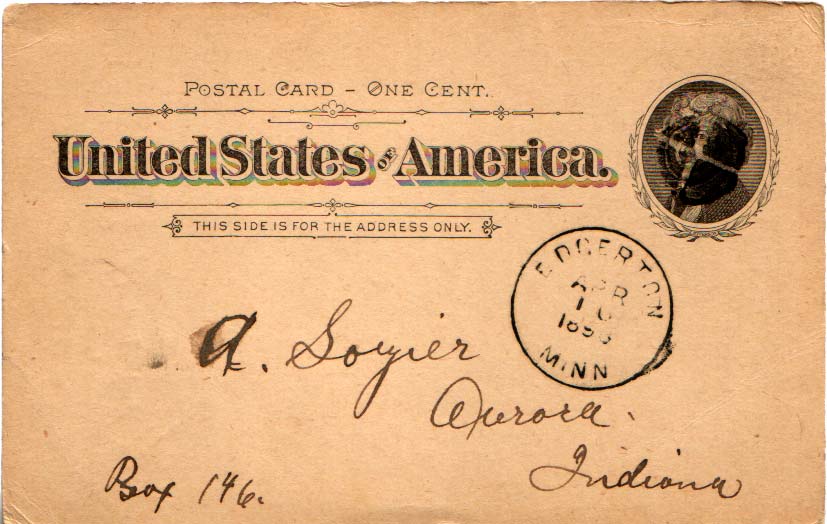 POSTAL CARD – ONE CENT.
United States OF America.
THIS SIDE IS FOR THE ADDRESS ONLY.
EDGERTON
APR
MINN
A.
Aurora.
Indiana
Box 146.